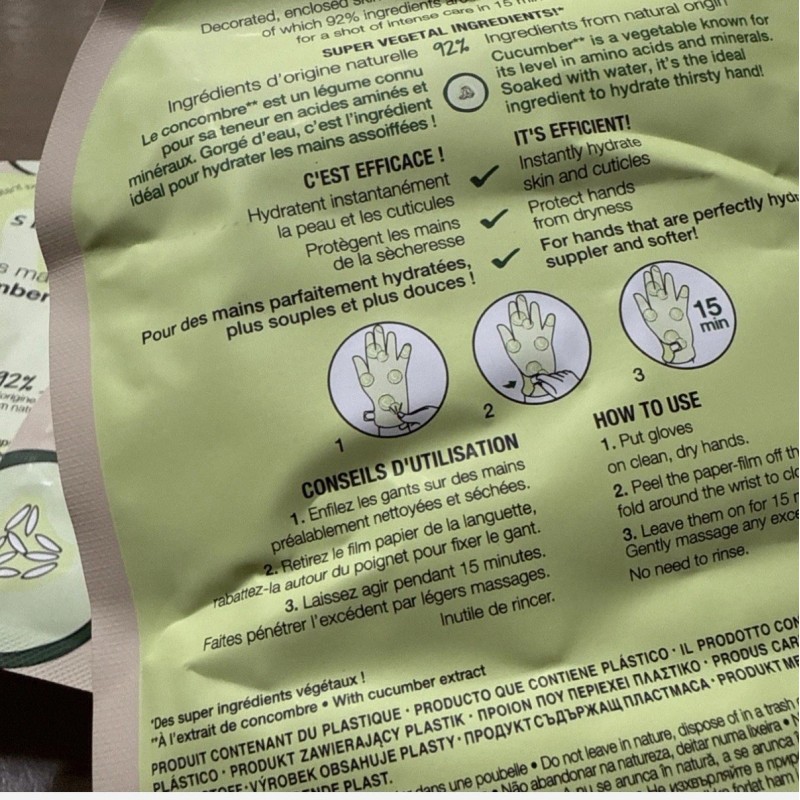 Decorated, enclosed
of which 92% ingredients
for a shot of intense care in 15
SUPER VEGETAL INGREDIENTS!*
Ingrédients d'origine naturelle 92% Ingredients from natural origin
Le concombre** est un légume connu
pour sa teneur en acides aminés et
minéraux. Gorgé d'eau, c'est l'ingrédient
idéal pour hydrater les mains assoiffées !
Cucumber** is a vegetable known for
its level in amino acids and minerals.
Soaked with water, it's the ideal
ingredient to hydrate thirsty hand!
C'EST EFFICACE !
Hydratent instantanément
la peau et les cuticules
Protègent les mains
de la sècheresse
Pour des mains parfaitement hydratées,
plus souples et plus douces !
IT'S EFFICIENT!
Instantly hydrate
skin and cuticles
Protect hands
from dryness
For hands that are perfectly
suppler and softer!
15
min
1
2
3
CONSEILS D'UTILISATION
1. Enfilez les gants sur des mains
préalablement nettoyées et séchées.
2. Retirez le film papier de la languette,
rabattez-la autour du poignet pour fixer le gant.
3. Laissez agir pendant 15 minutes.
Faites pénétrer l'excédent par légers massages.
Inutile de rincer.
HOW TO USE
1. Put gloves
on clean, dry hands.
2. Peel the paper-film off
fold around the wrist to
3. Leave them on for 15
Gently massage any
No need to rinse.
*Des super ingrédients végétaux !
**À l'extrait de concombre • With cucumber extract
PRODUIT CONTENANT DU PLASTIQUE · PRODUCTO QUE CONTIENE PLÁSTICO · IL PRODOTTO
PLÁSTICO · PRODUKT ZAWIERAJĄCY PLASTIK · ΠΡΟΙΟΝ ΠΟΥ ΠΕΡΙΕΧΕΙ ΠΛΑΣΤΙΚΟ · PRODUS
· VÝROBEK OBSAHUJE PLASTY · ПРОДУКТ СЪДЪРЖАЩ ПЛАСТМАСА · PRODUKT
PLAST.
dans une poubelle • Do not leave in nature, dispose of in a trash
• Não abandonar na natureza, deitar numa lixeira •
nu se arunca în natură, a se arunca
92%